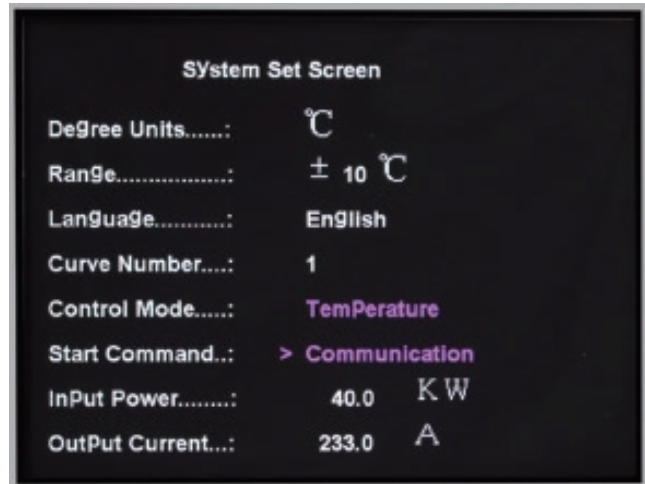 System Set Screen
Degree Units......: ℃
Range.................: ± 10 ℃
Language...........: English
Curve Number....: 1
Control Mode.....: TemPerature
Start Command..: > Communication
InPut Power........: 40.0 KW
OutPut Current...: 233.0 A